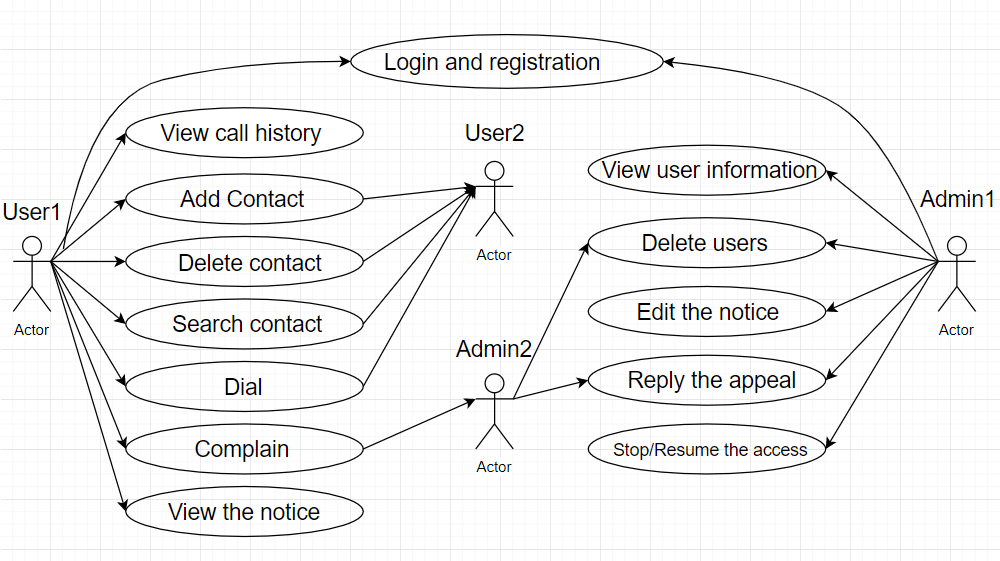 Login and registration
View call history
User2
View user information
Add Contact
User1
Admin1
Delete users
Actor
Delete contact
Edit the notice
Search contact
Actor
Actor
Admin2
Dial
Reply the appeal
Complain
Stop/Resume the access
Actor
View the notice